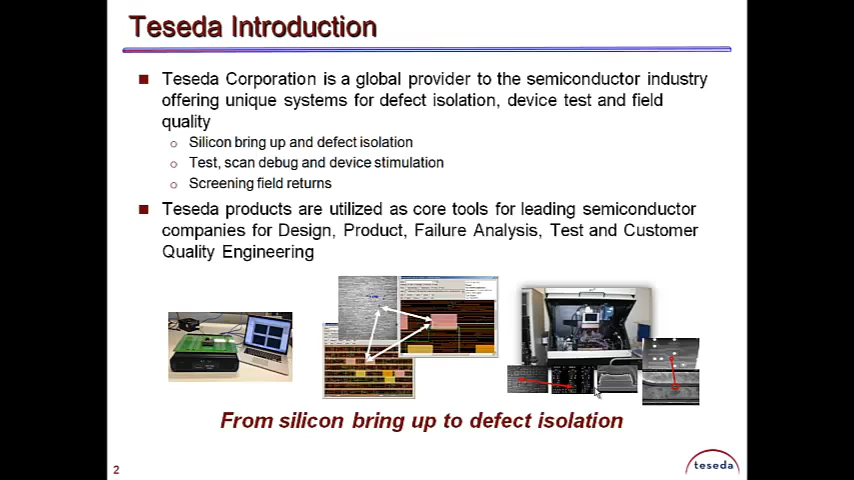 Teseda Introduction
Teseda Corporation is a global provider to the semiconductor industry
offering unique systems for defect isolation, device test and field
quality
Silicon bring up and defect isolation
Test, scan debug and device stimulation
Screening field returns
Teseda products are utilized as core tools for leading semiconductor
companies for Design, Product, Failure Analysis, Test and Customer
Quality Engineering
From silicon bring up to defect isolation
2
teseda